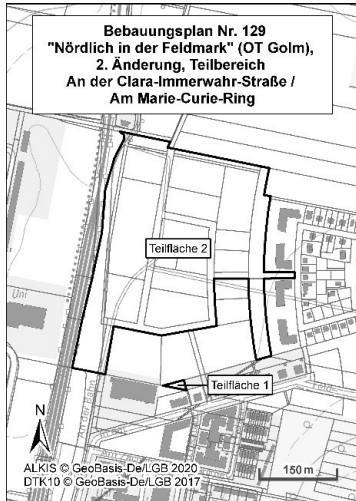 Bebauungsplan Nr. 129
"Nördlich in der Feldmark" (OT Golm),
2. Änderung, Teilbereich
An der Clara-Immerwahr-Straße /
Am Marie-Curie-Ring
Teilfläche 2
Uni
Teilfläche 1
N
ALKIS © GeoBasis-De/LGB 2020
DTK10 © GeoBasis-De/LGB 2017
150 m